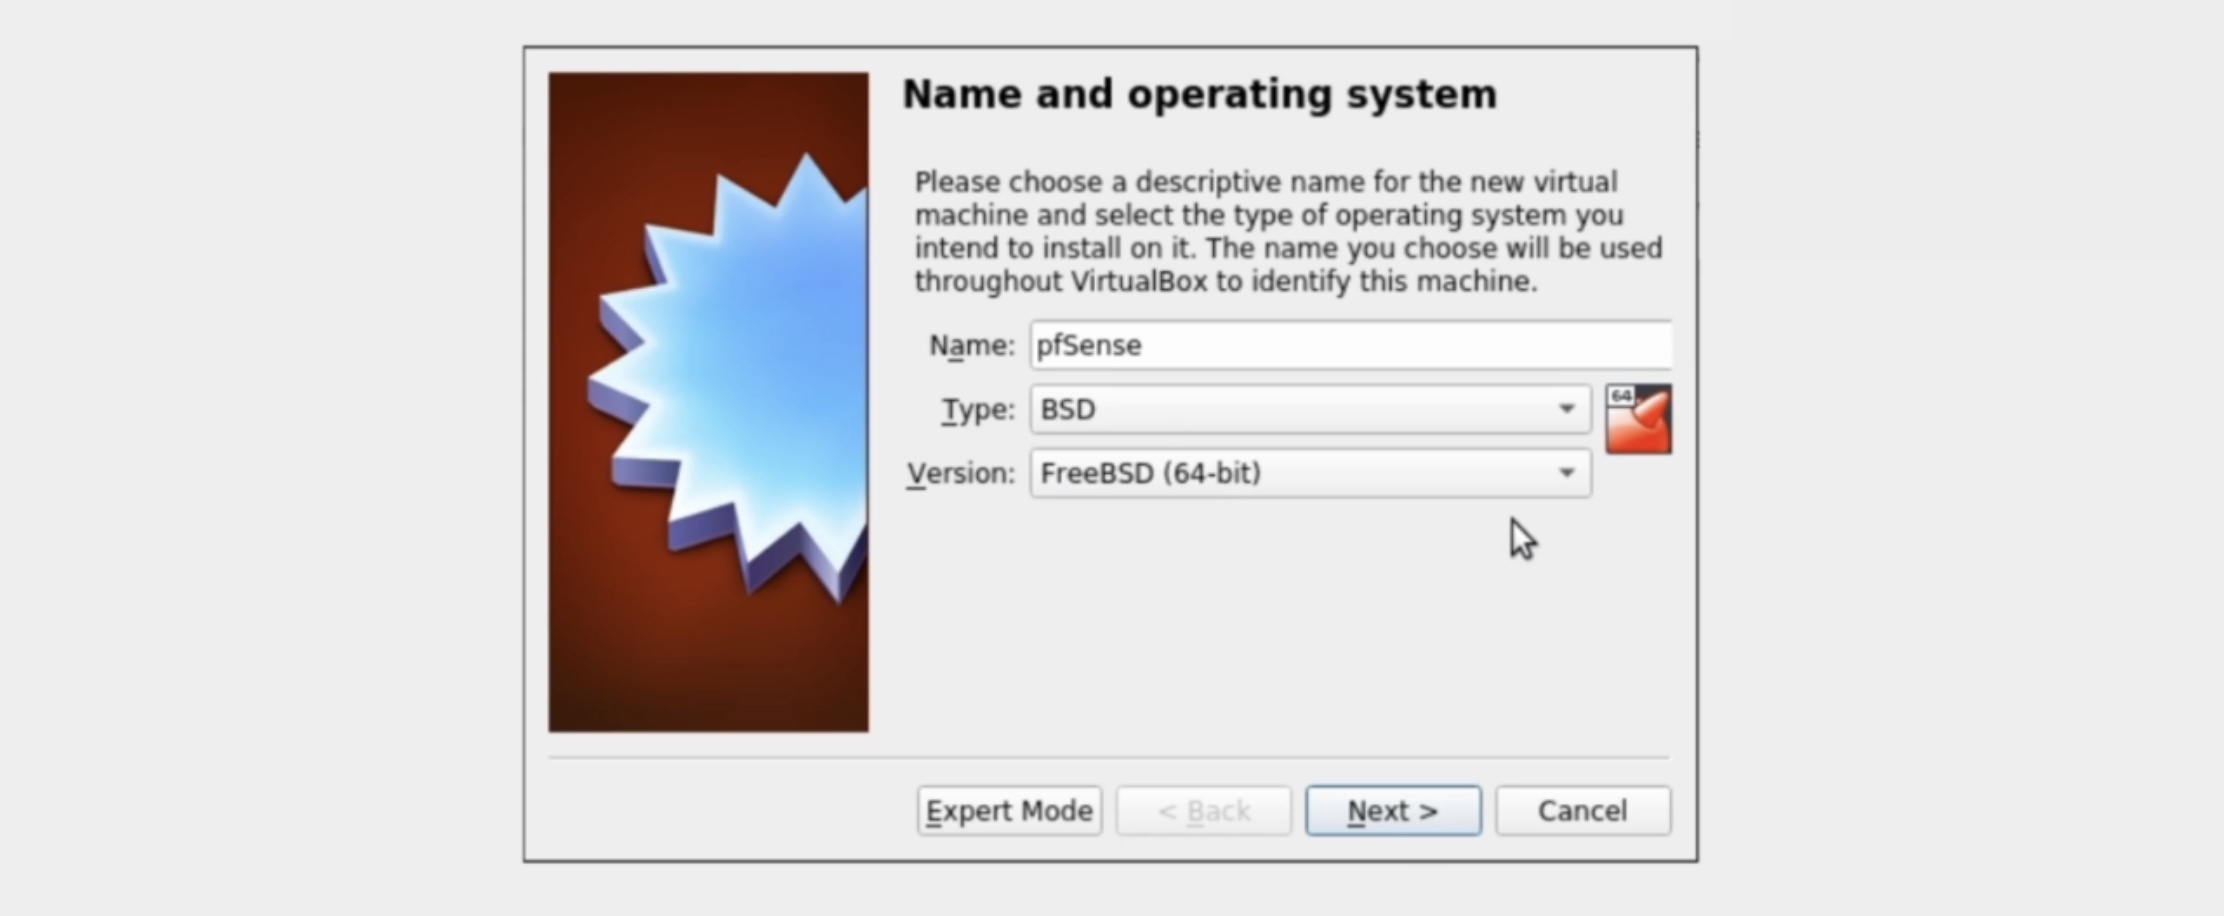 Name and operating system
Please choose a descriptive name for the new virtual
machine and select the type of operating system you
intend to install on it. The name you choose will be used
throughout VirtualBox to identify this machine.
Name: pfSense
Type: BSD
64
Version: FreeBSD (64-bit)
Expert Mode < Back Next > Cancel